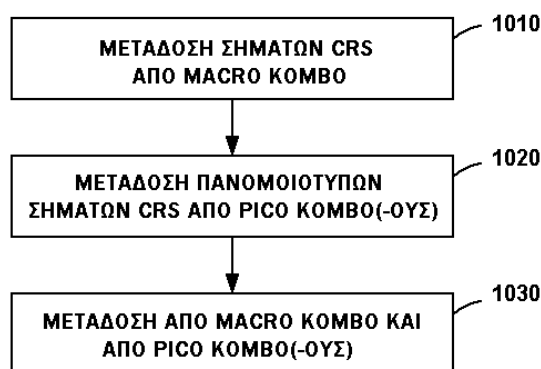 1010
ΜΕΤΑΔΟΣΗ ΣΗΜΑΤΩΝ CRS
ΑΠΟ MACRO ΚΟΜΒΟ
1020
ΜΕΤΑΔΟΣΗ ΠΑΝΟΜΟΙΟΤΥΠΩΝ
ΣΗΜΑΤΩΝ CRS ΑΠΟ PICO ΚΟΜΒΟ(-ΟΥΣ)
1030
ΜΕΤΑΔΟΣΗ ΑΠΟ MACRO ΚΟΜΒΟ ΚΑΙ
ΑΠΟ PICO ΚΟΜΒΟ(-ΟΥΣ)